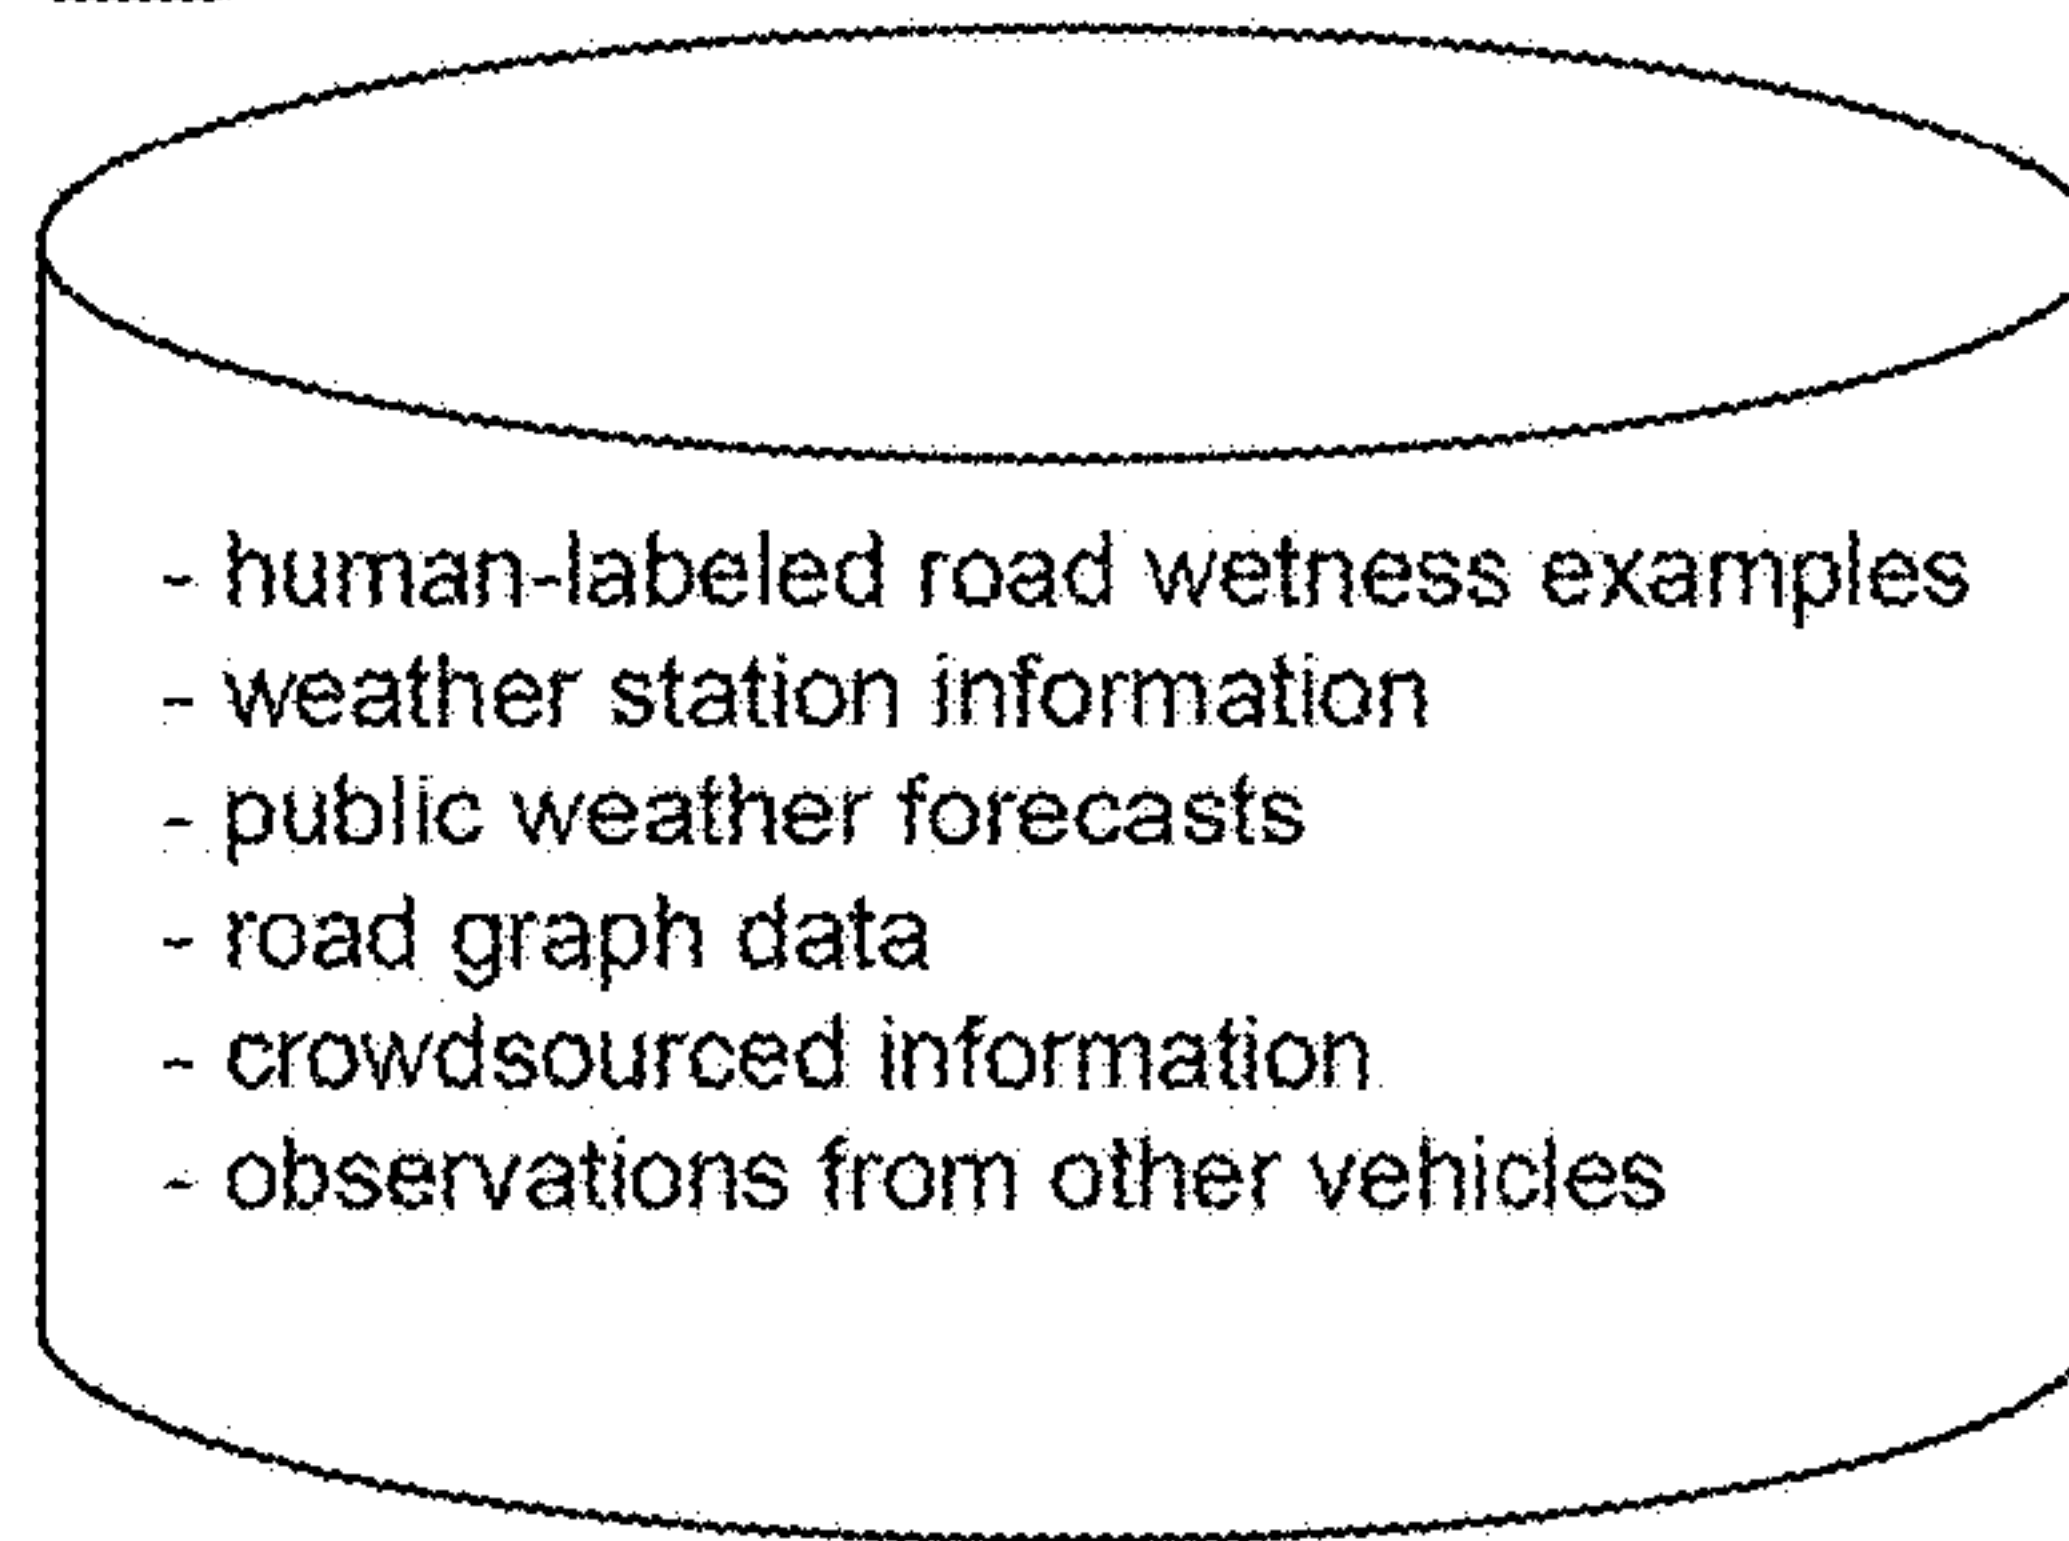 - human-labeled road wetness examples
- weather station information
- public weather forecasts
- road graph data
- crowdsourced information
- observations from other vehicles